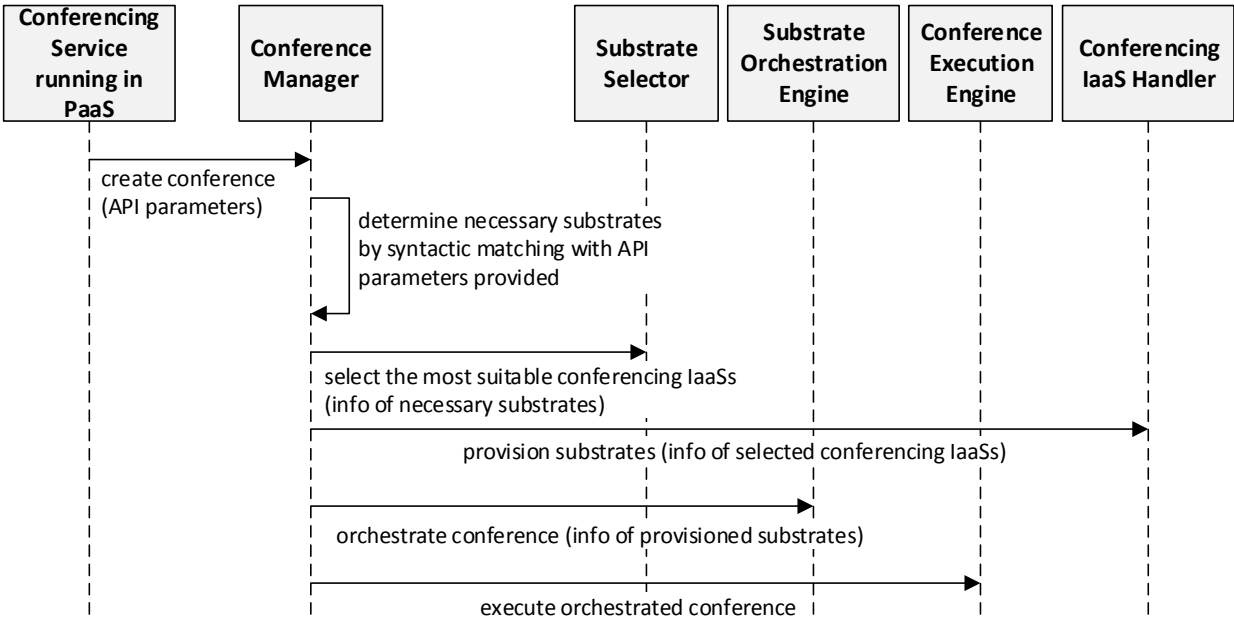 Conferencing
Service
running in
PaaS
Conference
Manager
Substrate
Selector
Substrate
Orchestration
Engine
Conference
Execution
Engine
Conferencing
IaaS Handler
create conference
(API parameters)
determine necessary substrates
by syntactic matching with API
parameters provided
select the most suitable conferencing IaaSs
(info of necessary substrates)
provision substrates (info of selected conferencing IaaSs)
orchestrate conference (info of provisioned substrates)
execute orchestrated conference